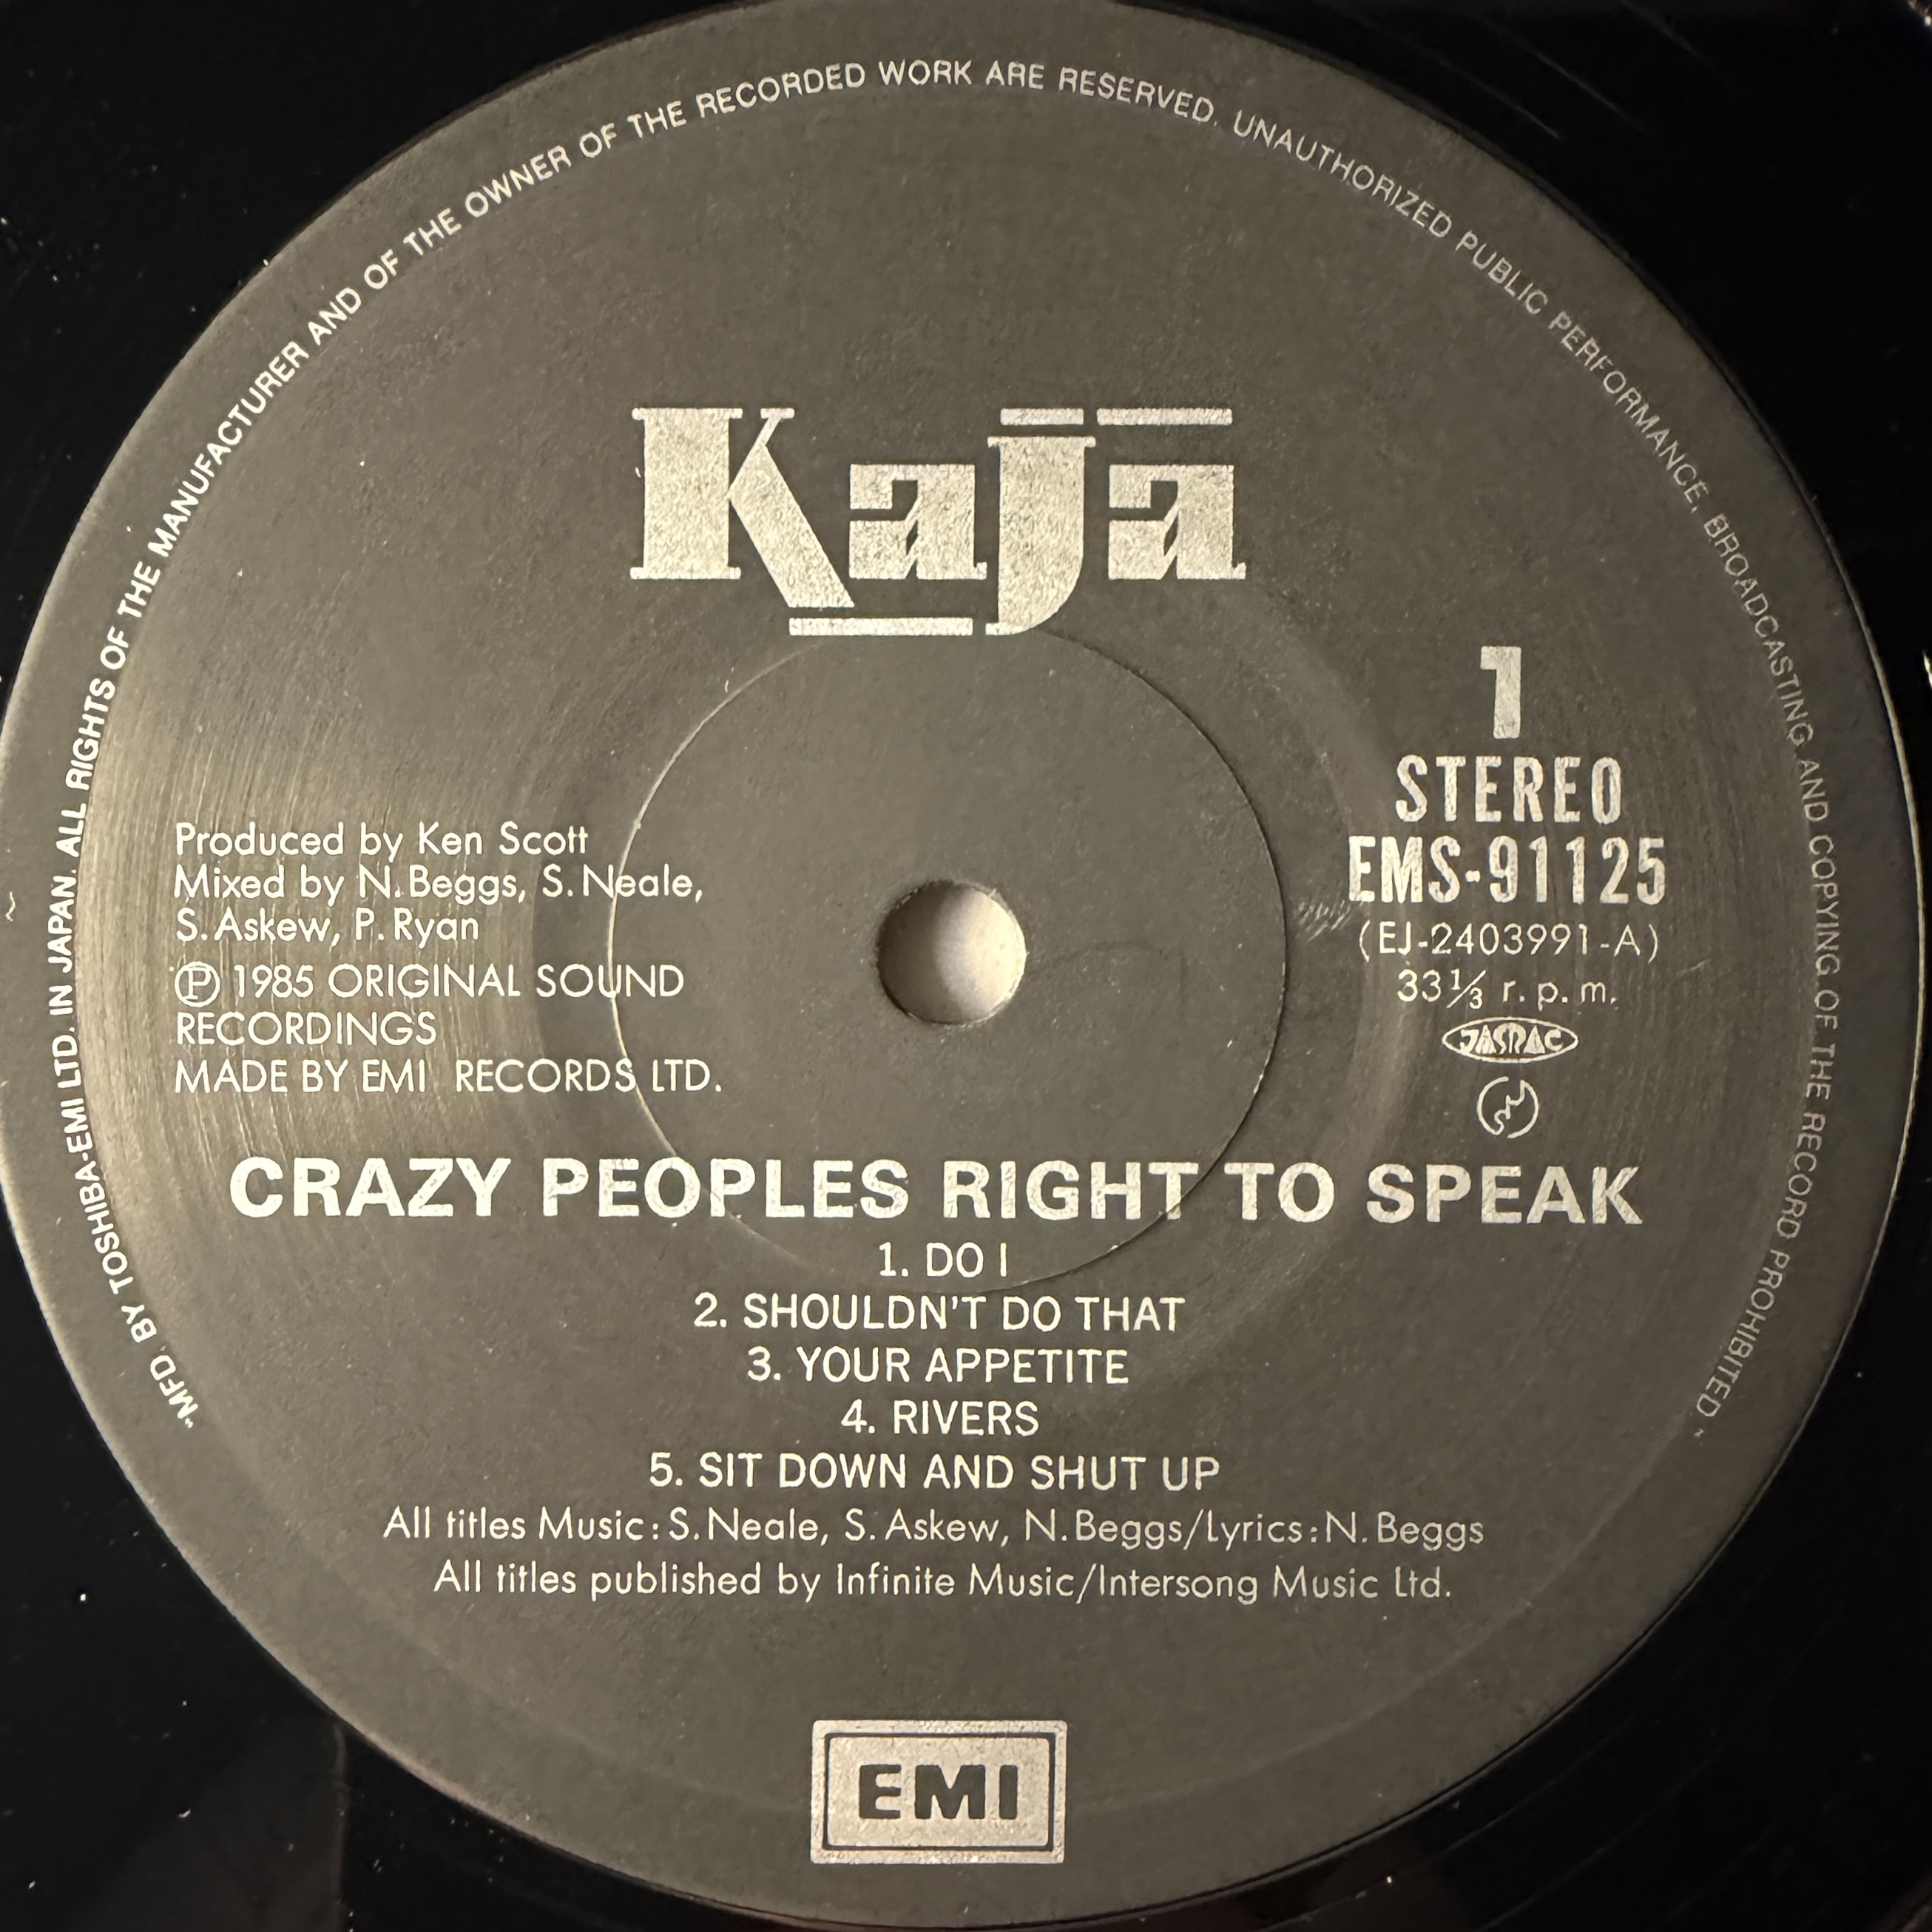 "MFD. BY TOSHIBA-EMI LTD. IN JAPAN. ALL RIGHTS OF THE MANUFACTURER AND OF THE OWNER OF THE RECORDED WORK ARE RESERVED. UNAUTHORIZED PUBLIC PERFORMANCE, BROADCASTING AND COPYING OF THE RECORD PROHIBITED."
Kaja
1
STEREO
EMS-91125
(EJ-2403991-A)
33⅓ r.p.m.
JASRAC
Produced by Ken Scott
Mixed by N.Beggs, S.Neale,
S.Askew, P.Ryan
℗ 1985 ORIGINAL SOUND
RECORDINGS
MADE BY EMI RECORDS LTD.
CRAZY PEOPLES RIGHT TO SPEAK
1. DO I
2. SHOULDN'T DO THAT
3. YOUR APPETITE
4. RIVERS
5. SIT DOWN AND SHUT UP
All titles Music:S.Neale, S.Askew, N.Beggs/Lyrics:N.Beggs
All titles published by Infinite Music/Intersong Music Ltd.
EMI